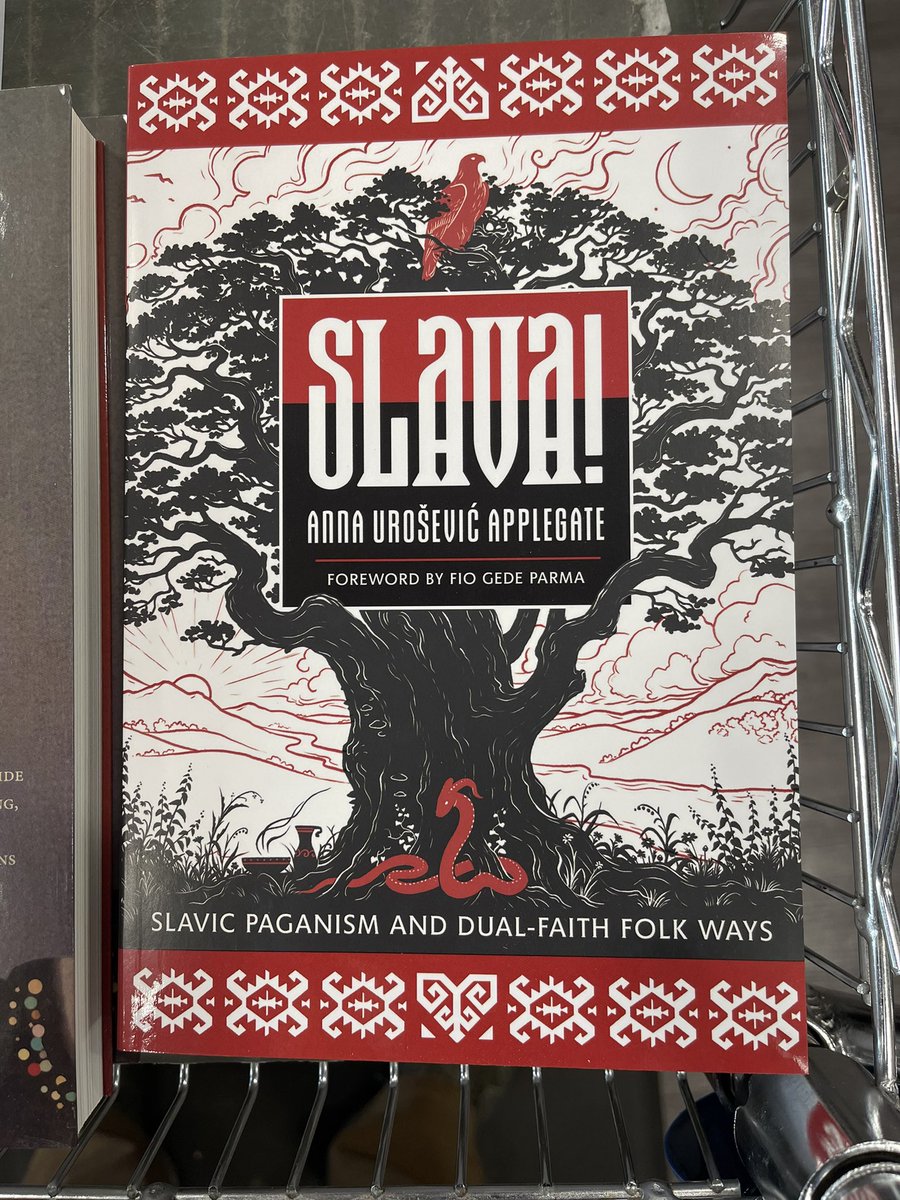 SLAVA!
ANNA UROŠEVIĆ APPLEGATE
FOREWORD BY FIO GEDE PARMA
SLAVIC PAGANISM AND DUAL-FAITH FOLK WAYS